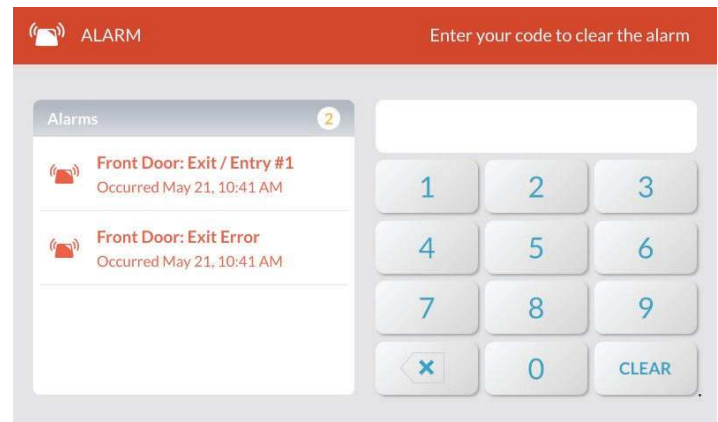 ALARM
Enter your code to clear the alarm
Alarms 2
Front Door: Exit / Entry #1
Occurred May 21, 10:41 AM
Front Door: Exit Error
Occurred May 21, 10:41 AM
1 2 3
4 5 6
7 8 9
0 CLEAR
.